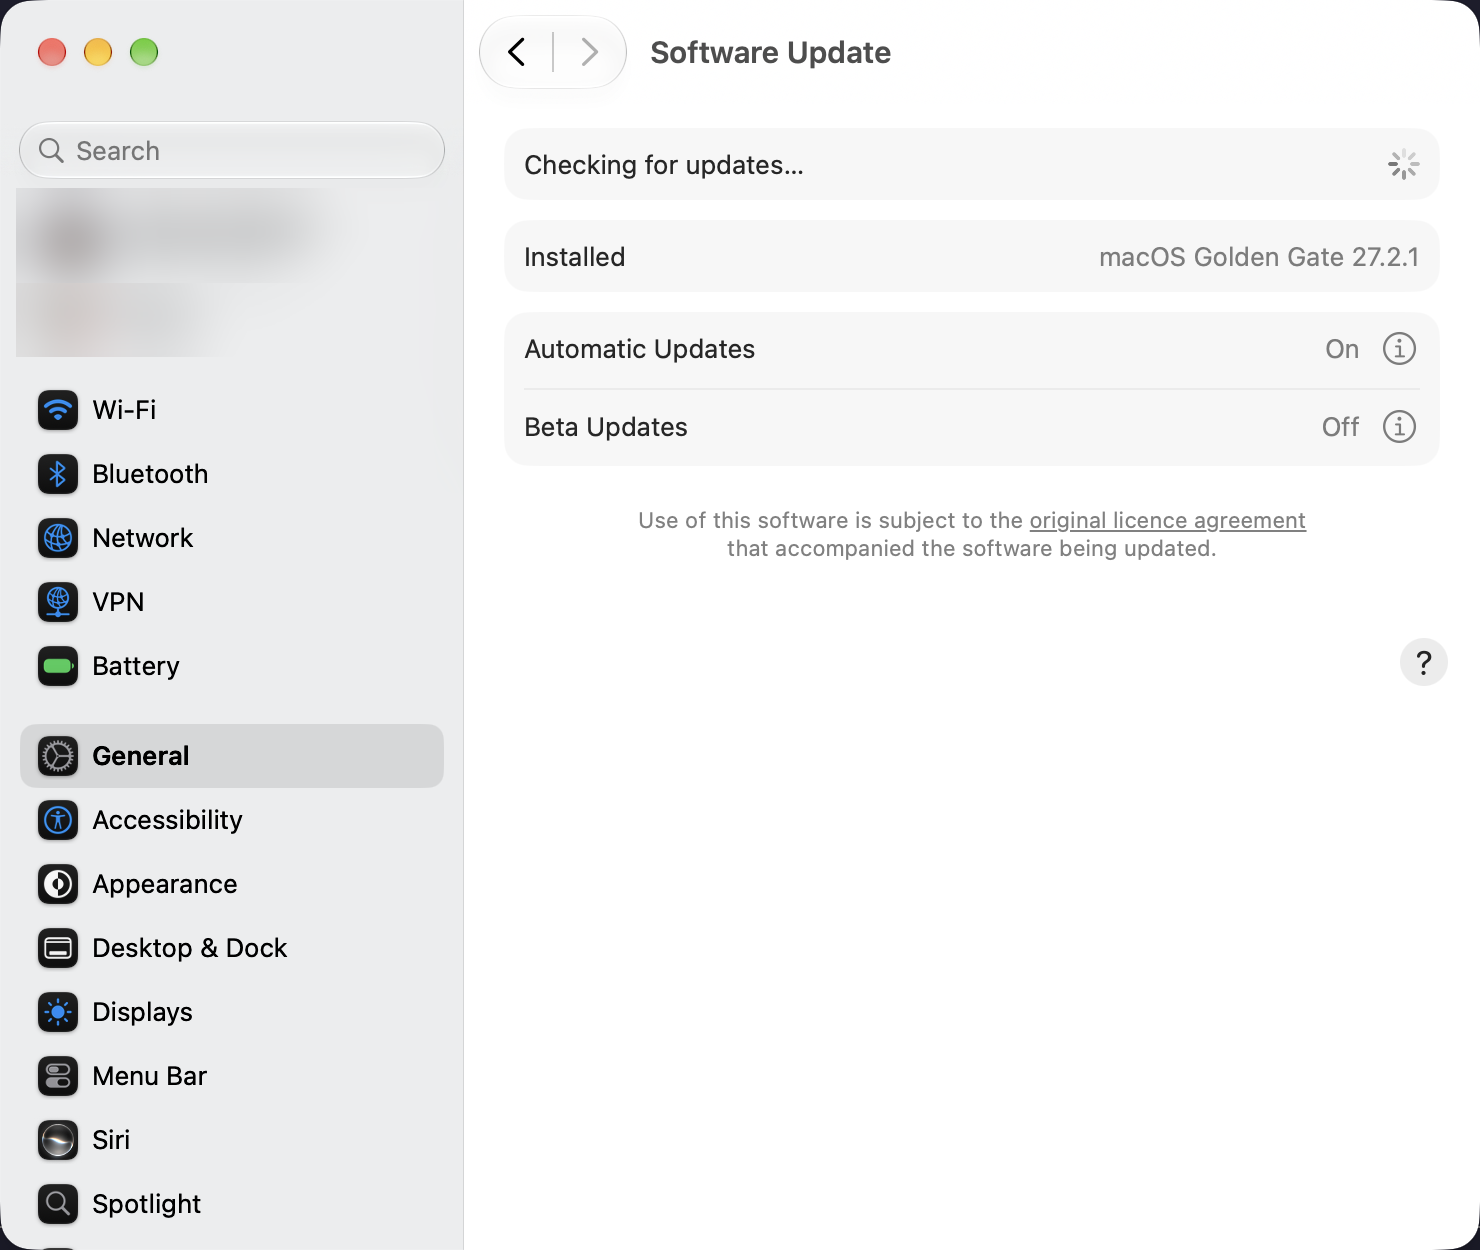 Search
Wi-Fi
Bluetooth
Network
VPN
Battery
General
Accessibility
Appearance
Desktop & Dock
Displays
Menu Bar
Siri
Spotlight
Software Update
Checking for updates...
Installed
macOS Golden Gate 27.2.1
Automatic Updates
On
Beta Updates
Off
Use of this software is subject to the original licence agreement
that accompanied the software being updated.
?